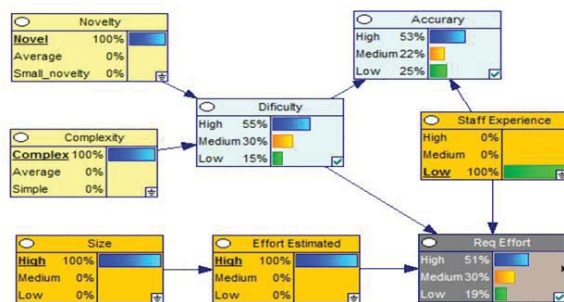 Novelty
Novel 100%
Average 0%
Small_novelty 0%
Accurary
High 53%
Medium 22%
Low 25%
Dificulty
High 55%
Medium 30%
Low 15%
Complexity
Complex 100%
Average 0%
Simple 0%
Staff Experience
High 0%
Medium 0%
Low 100%
Size
High 100%
Medium 0%
Low 0%
Effort Estimated
High 100%
Medium 0%
Low 0%
Req Effort
High 51%
Medium 30%
Low 19%